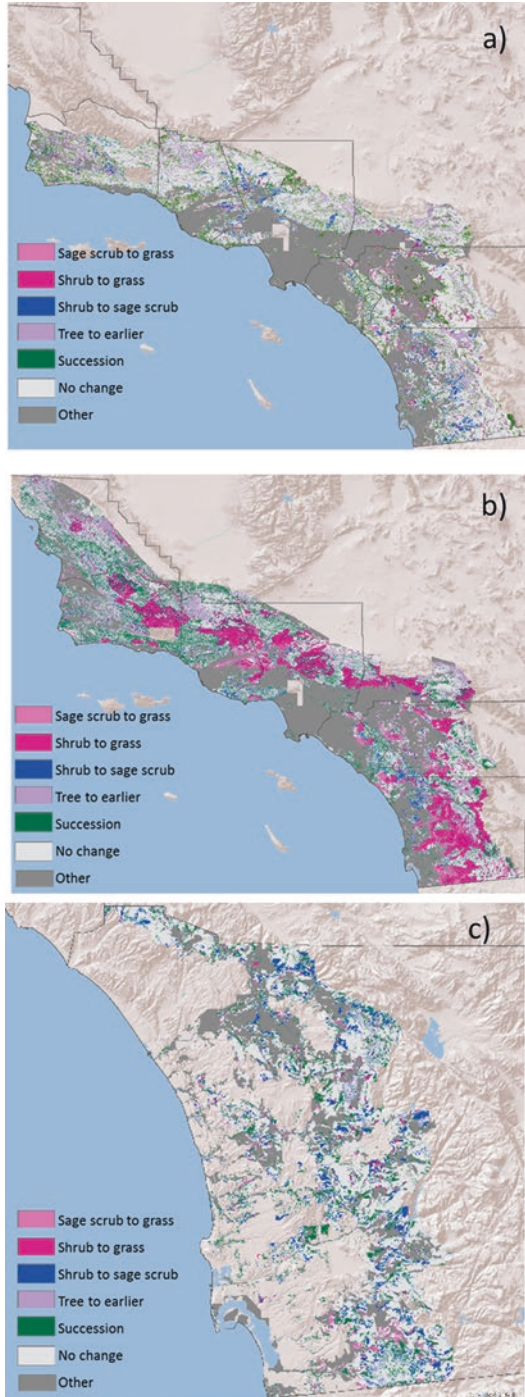 a)
Sage scrub to grass
Shrub to grass
Shrub to sage scrub
Tree to earlier
Succession
No change
Other
b)
Sage scrub to grass
Shrub to grass
Shrub to sage scrub
Tree to earlier
Succession
No change
Other
c)
Sage scrub to grass
Shrub to grass
Shrub to sage scrub
Tree to earlier
Succession
No change
Other